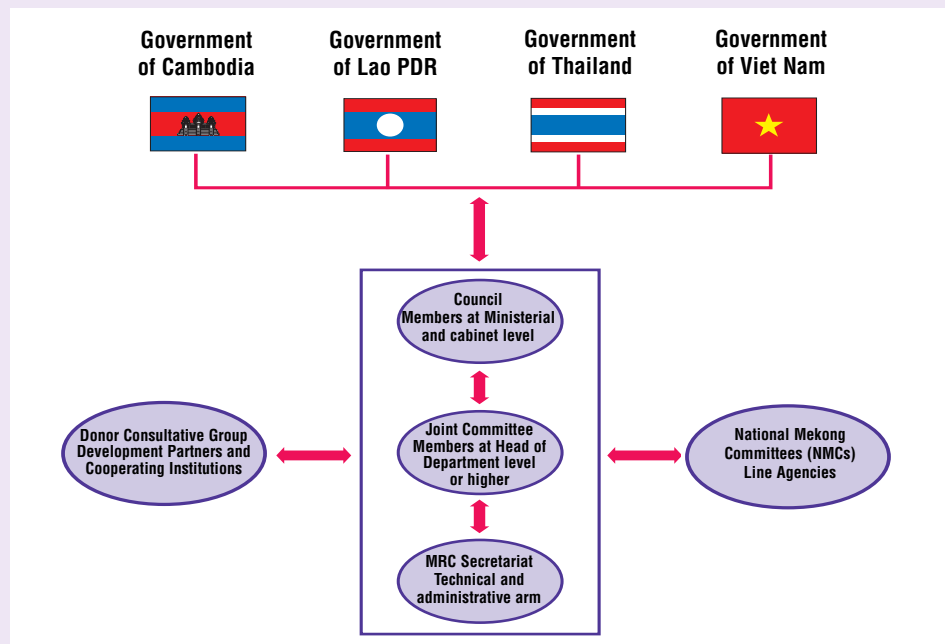 Government
of Cambodia
Government
of Lao PDR
Government
of Thailand
Government
of Viet Nam
Council
Members at Ministerial
and cabinet level
Donor Consultative Group
Development Partners and
Cooperating Institutions
Joint Committee
Members at Head of
Department level
or higher
National Mekong
Committees (NMCs)
Line Agencies
MRC Secretariat
Technical and
administrative arm